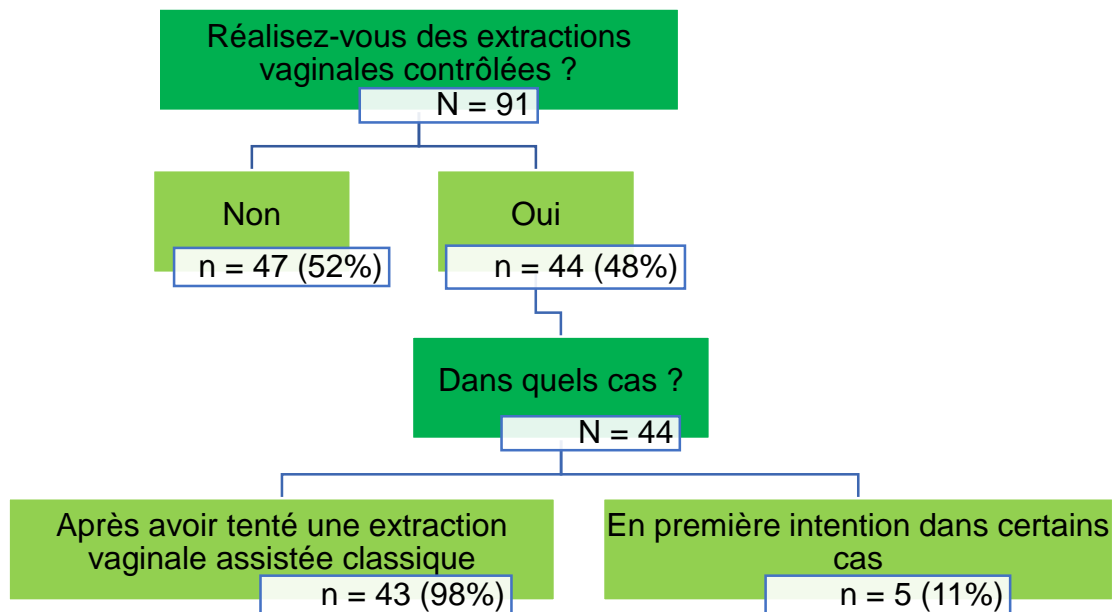 Réalisez-vous des extractions
vaginales contrôlées ?
N = 91
Non
n = 47 (52%)
Oui
n = 44 (48%)
Dans quels cas ?
N = 44
Après avoir tenté une extraction
vaginale assistée classique
n = 43 (98%)
En première intention dans certains
cas
n = 5 (11%)